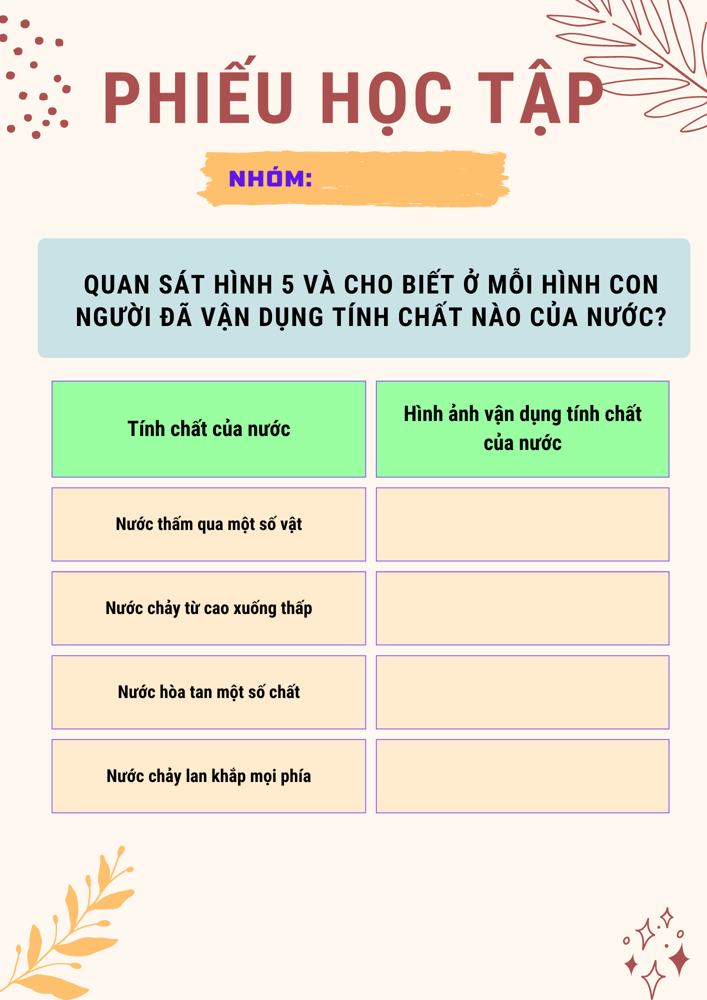 PHIẾU HỌC TẬP
NHÓM:
QUAN SÁT HÌNH 5 VÀ CHO BIẾT Ở MỖI HÌNH CON
NGƯỜI ĐÃ VẬN DỤNG TÍNH CHẤT NÀO CỦA NƯỚC?
Tính chất của nước
Hình ảnh vận dụng tính chất
của nước
Nước thấm qua một số vật
Nước chảy từ cao xuống thấp
Nước hòa tan một số chất
Nước chảy lan khắp mọi phía